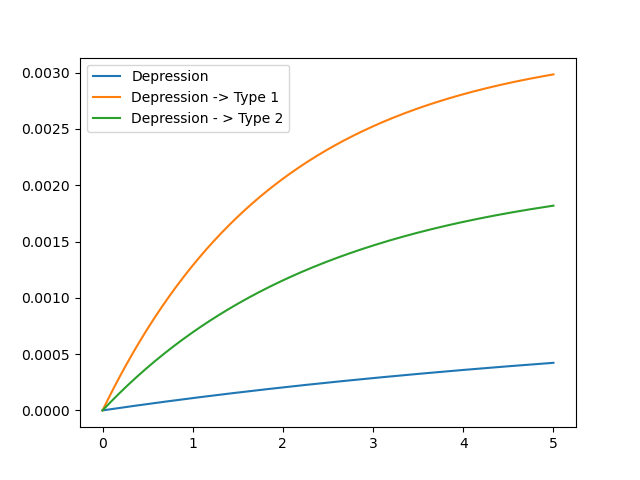 Depression
Depression -> Type 1
Depression - > Type 2
0.0030
0.0025
0.0020
0.0015
0.0010
0.0005
0.0000
0 1 2 3 4 5